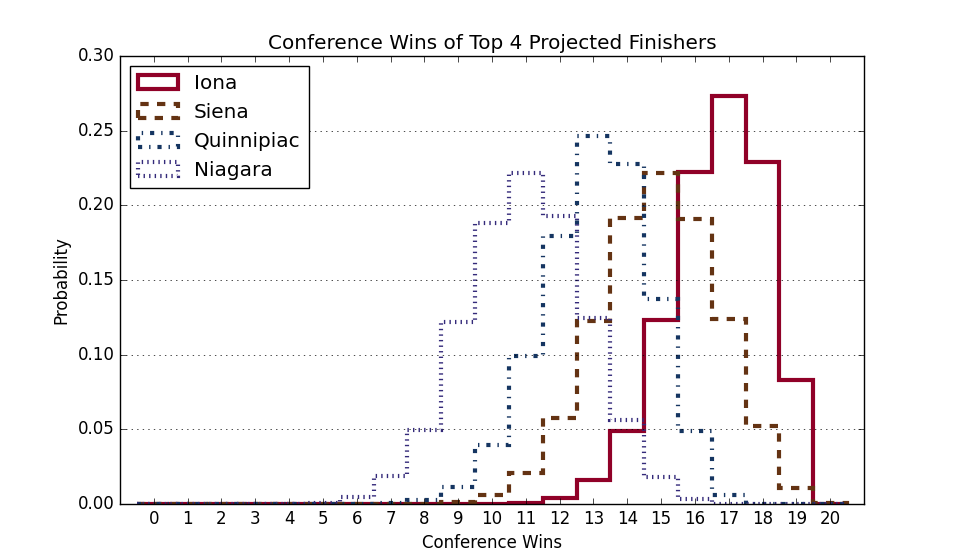 Conference Wins of Top 4 Projected Finishers
Iona
Siena
Quinnipiac
Niagara
0.30
0.25
0.20
0.15
0.10
0.05
0.00
Probability
0 1 2 3 4 5 6 7 8 9 10 11 12 13 14 15 16 17 18 19 20
Conference Wins